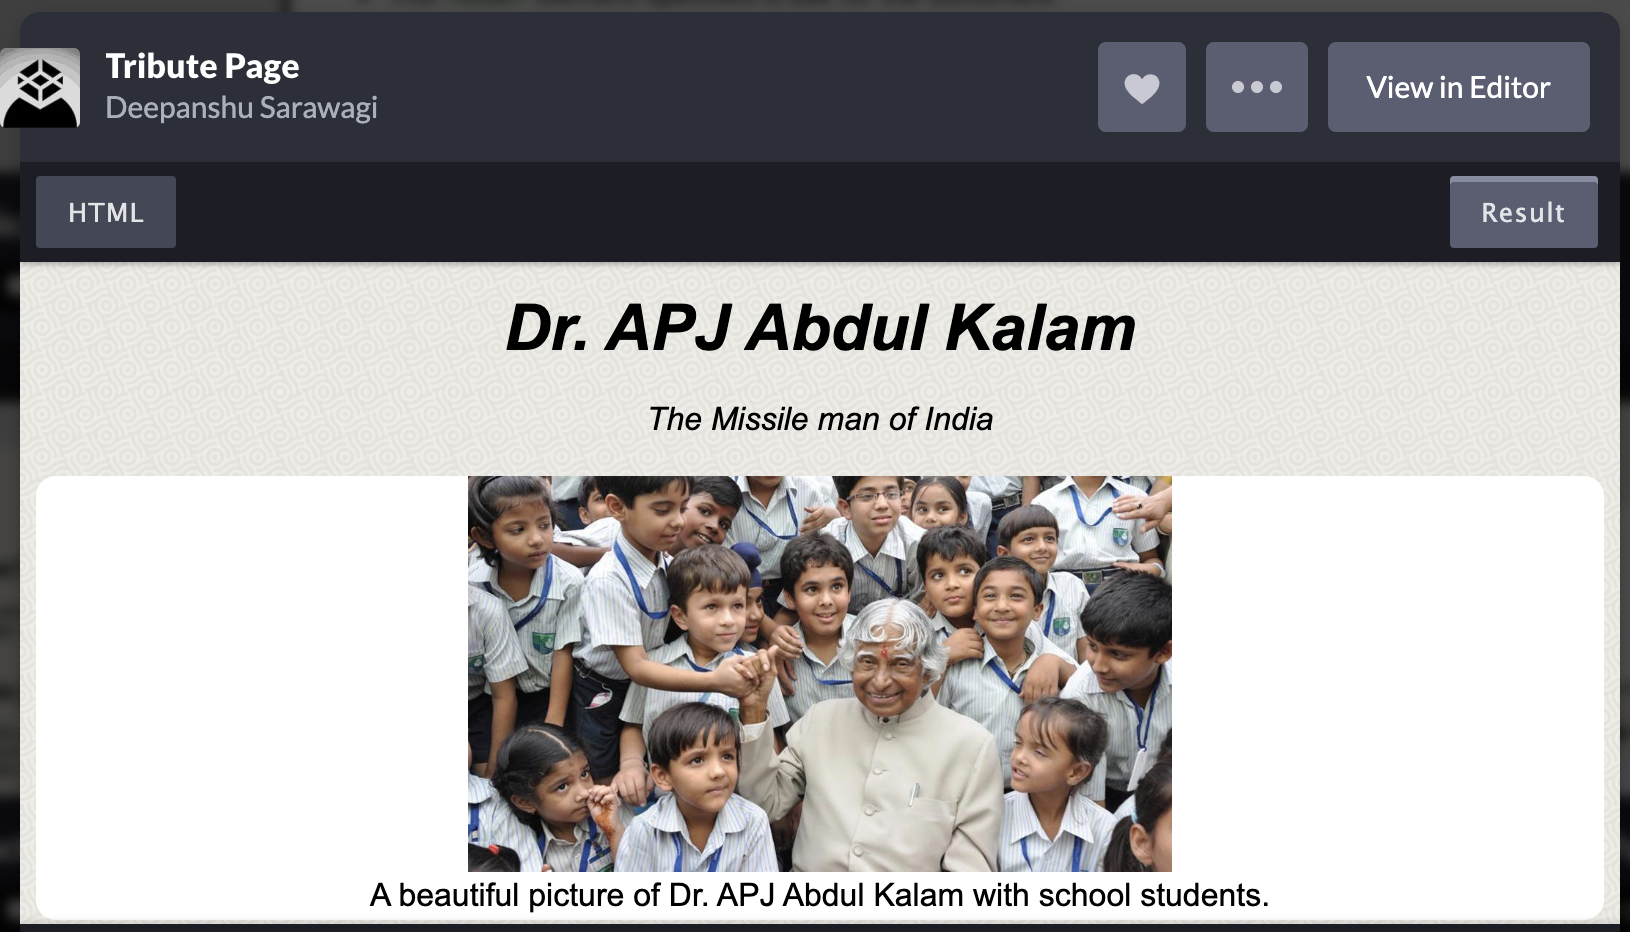 Tribute Page
Deepanshu Sarawagi
View in Editor
HTML
Result
Dr. APJ Abdul Kalam
The Missile man of India
A beautiful picture of Dr. APJ Abdul Kalam with school students.